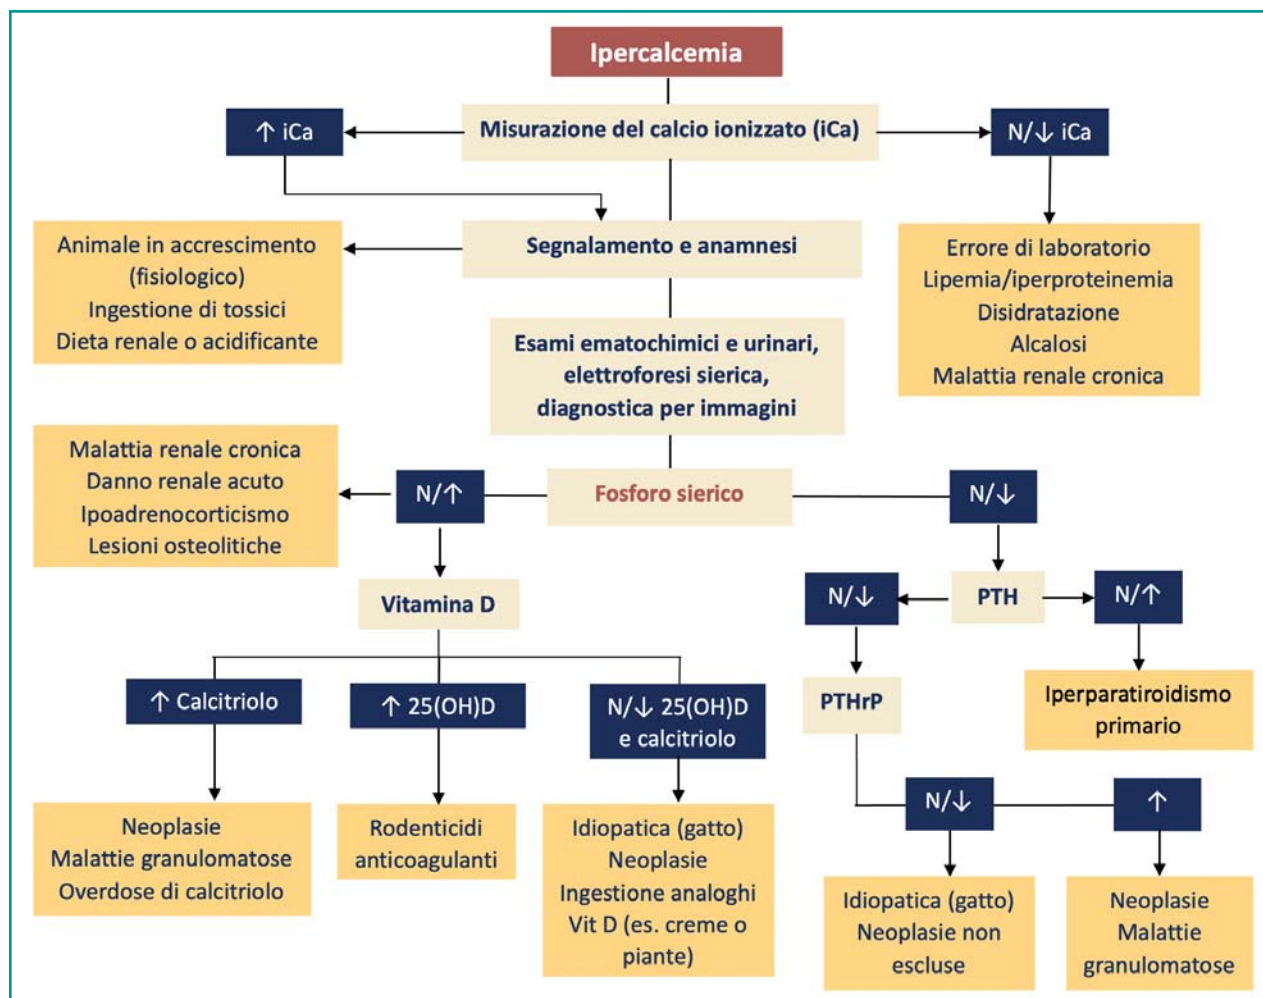 Ipercalcemia
↑ iCa
Misurazione del calcio ionizzato (iCa)
N/↓ iCa
Animale in accrescimento
(fisiologico)
Ingestione di tossici
Dieta renale o acidificante
Segnalamento e anamnesi
Errore di laboratorio
Lipemia/iperproteinemia
Disidratazione
Alcalosi
Malattia renale cronica
Esami ematochimici e urinari,
elettroforesi sierica,
diagnostica per immagini
Malattia renale cronica
Danno renale acuto
Ipoadrenocorticismo
Lesioni osteolitiche
N/↑
Fosforo sierico
N/↓
Vitamina D
N/↓
PTH
N/↑
↑ Calcitriolo
↑ 25(OH)D
N/↓ 25(OH)D
e calcitriolo
PTHrP
Iperparatiroidismo
primario
Neoplasie
Malattie granulomatose
Overdose di calcitriolo
Rodenticidi
anticoagulanti
Idiopatica (gatto)
Neoplasie
Ingestione analoghi
Vit D (es. creme o
piante)
N/↓
↑
Idiopatica (gatto)
Neoplasie non
escluse
Neoplasie
Malattie
granulomatose